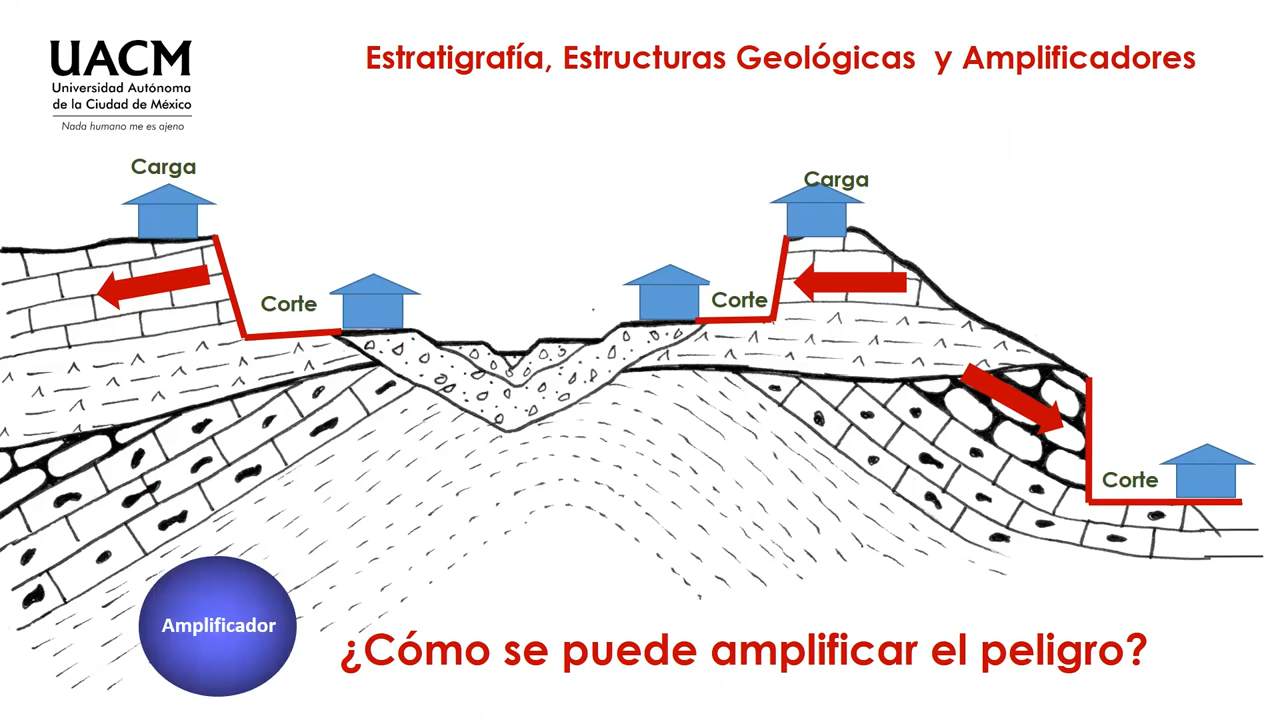 UACM
Universidad Autónoma
de la Ciudad de México
Nada humano me es ajeno
Estratigrafía, Estructuras Geológicas y Amplificadores
Carga
Carga
Corte
Corte
Corte
Amplificador
¿Cómo se puede amplificar el peligro?